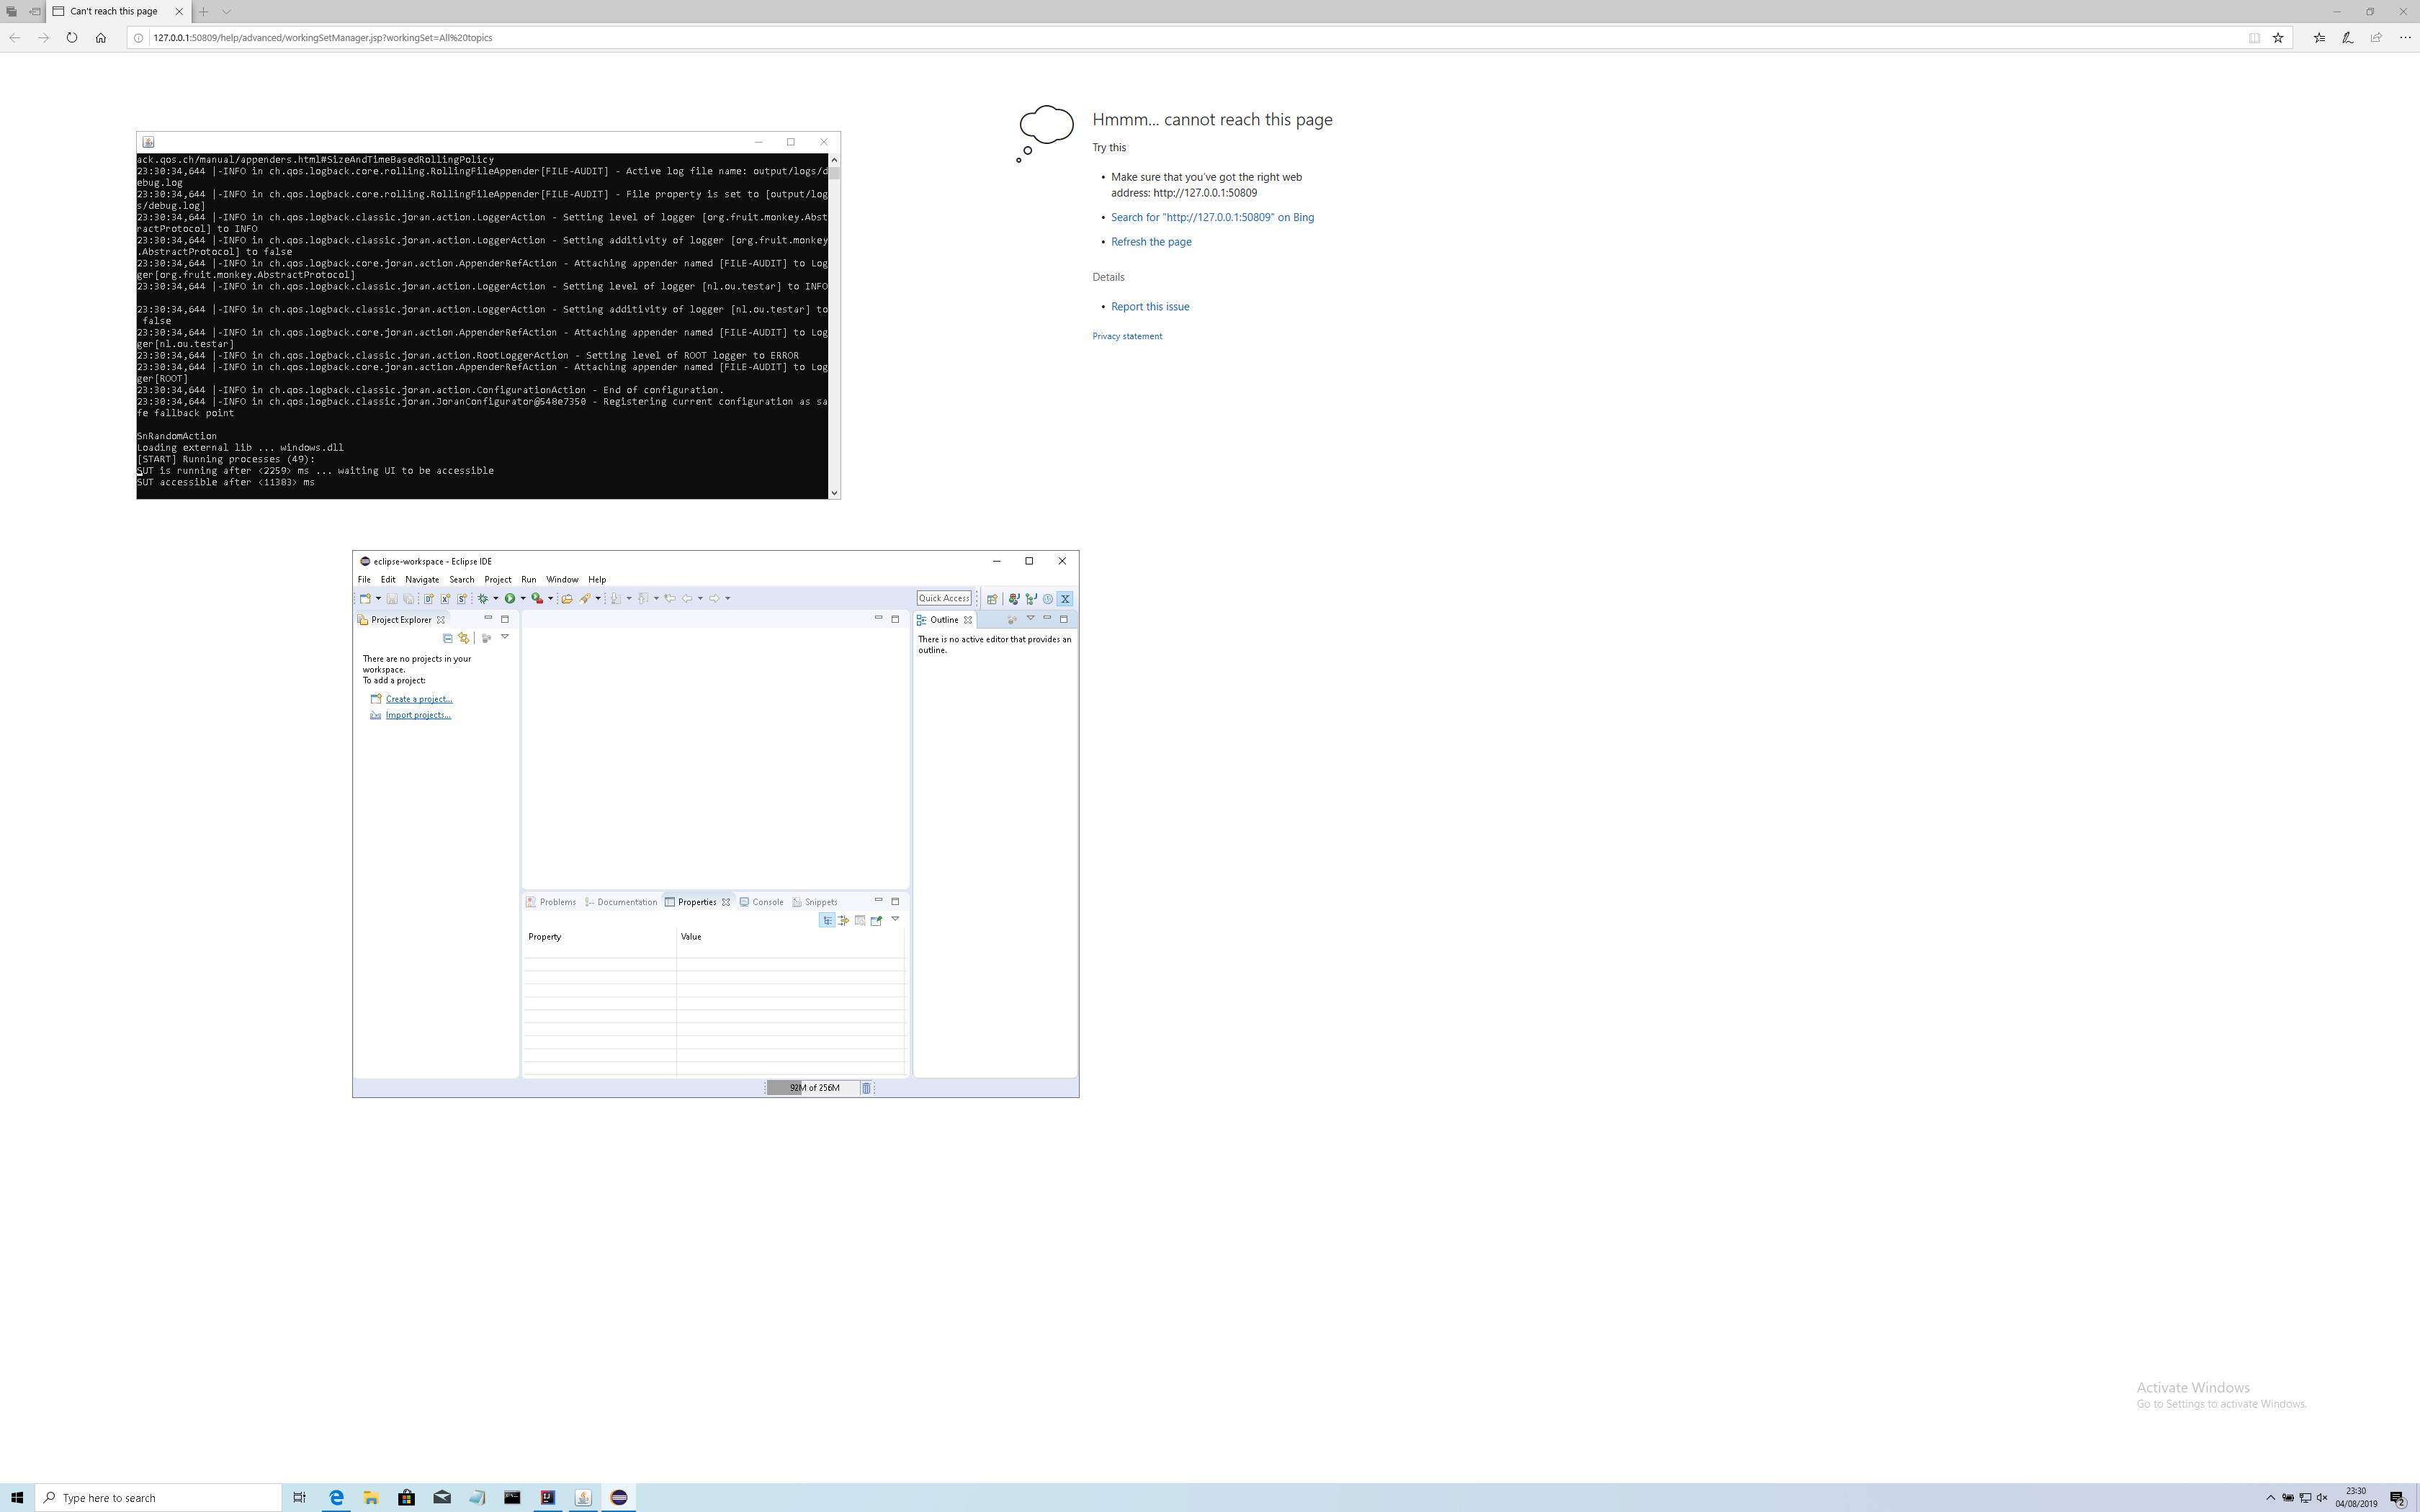 Can't reach this page
127.0.0.1:50809/help/advanced/workingSetManager.jsp?workingSet=All%20topics
Hmmm... cannot reach this page
Try this
• Make sure that you've got the right web
address: http://127.0.0.1:50809
• Search for "http://127.0.0.1:50809" on Bing
• Refresh the page
Details
• Report this issue
Privacy statement
ack.qos.ch/manual/appenders.html#SizeAndTimeBasedRollingPolicy
23:30:34,644 |-INFO in ch.qos.logback.core.rolling.RollingFileAppender[FILE-AUDIT] - Active log file name: output/logs/d
ebug.log
23:30:34,644 |-INFO in ch.qos.logback.core.rolling.RollingFileAppender[FILE-AUDIT] - File property is set to [output/log
s/debug.log]
23:30:34,644 |-INFO in ch.qos.logback.classic.joran.action.LoggerAction - Setting level of logger [org.fruit.monkey.Abst
ractProtocol] to INFO
23:30:34,644 |-INFO in ch.qos.logback.classic.joran.action.LoggerAction - Setting additivity of logger [org.fruit.monkey
.AbstractProtocol] to false
23:30:34,644 |-INFO in ch.qos.logback.core.joran.action.AppenderRefAction - Attaching appender named [FILE-AUDIT] to Log
ger[org.fruit.monkey.AbstractProtocol]
23:30:34,644 |-INFO in ch.qos.logback.classic.joran.action.LoggerAction - Setting level of logger [nl.ou.testar] to INFO
23:30:34,644 |-INFO in ch.qos.logback.classic.joran.action.LoggerAction - Setting additivity of logger [nl.ou.testar] to
false
23:30:34,644 |-INFO in ch.qos.logback.core.joran.action.AppenderRefAction - Attaching appender named [FILE-AUDIT] to Log
ger[nl.ou.testar]
23:30:34,644 |-INFO in ch.qos.logback.classic.joran.action.RootLoggerAction - Setting level of ROOT logger to ERROR
23:30:34,644 |-INFO in ch.qos.logback.core.joran.action.AppenderRefAction - Attaching appender named [FILE-AUDIT] to Log
ger[ROOT]
23:30:34,644 |-INFO in ch.qos.logback.classic.joran.action.ConfigurationAction - End of configuration.
23:30:34,644 |-INFO in ch.qos.logback.classic.joran.JoranConfigurator@548e7350 - Registering current configuration as sa
fe fallback point
SnRandomAction
Loading external lib ... windows.dll
[START] Running processes (49):
SUT is running after <2259> ms ... waiting UI to be accessible
SUT accessible after <11383> ms
eclipse-workspace - Eclipse IDE
File Edit Navigate Search Project Run Window Help
Quick Access
Project Explorer
There are no projects in your
workspace.
To add a project:
Create a project...
Import projects...
Outline
There is no active editor that provides an
outline.
Problems Documentation Properties Console Snippets
Property Value
92M of 256M
Activate Windows
Go to Settings to activate Windows.
Type here to search
23:30
04/08/2019
2